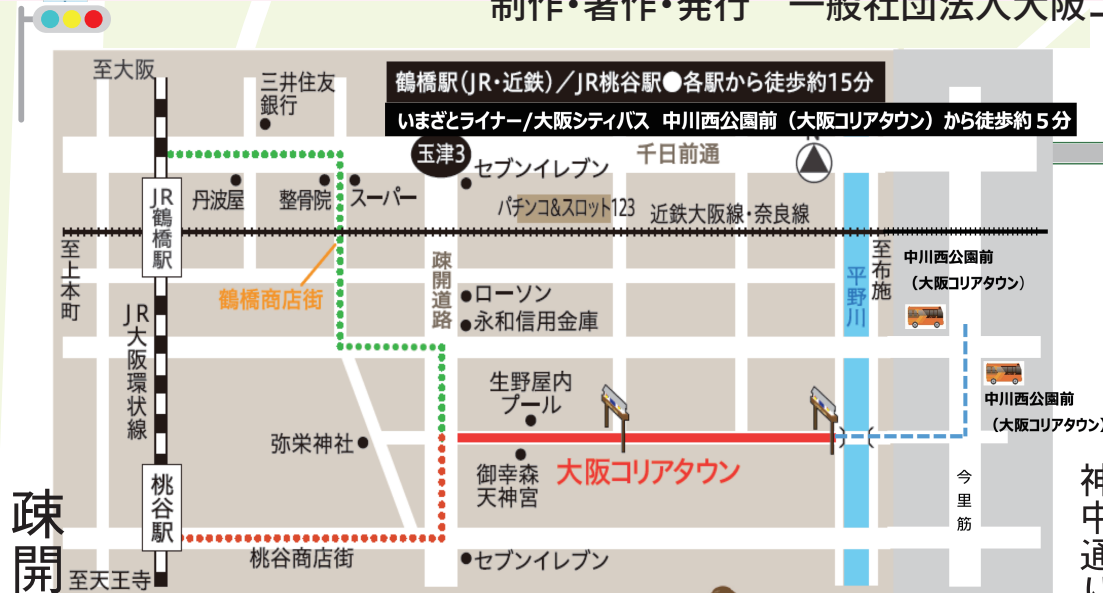 制作・著作・発行　一般社団法人大阪コ
至大阪
三井住友
銀行
鶴橋駅(JR・近鉄)／JR桃谷駅●各駅から徒歩約15分
いまざとライナー/大阪シティバス 中川西公園前（大阪コリアタウン）から徒歩約５分
玉津3
セブンイレブン
千日前通
丹波屋
整骨院
スーパー
パチンコ&スロット123
近鉄大阪線・奈良線
JR鶴橋駅
至上本町
鶴橋商店街
疎開道路
ローソン
永和信用金庫
平野川
至布施
中川西公園前
（大阪コリアタウン）
JR大阪環状線
生野屋内
プール
中川西公園前
（大阪コリアタウン）
弥栄神社
御幸森
天神宮
大阪コリアタウン
今里筋
桃谷駅
桃谷商店街
セブンイレブン
至天王寺
疎開
神中通